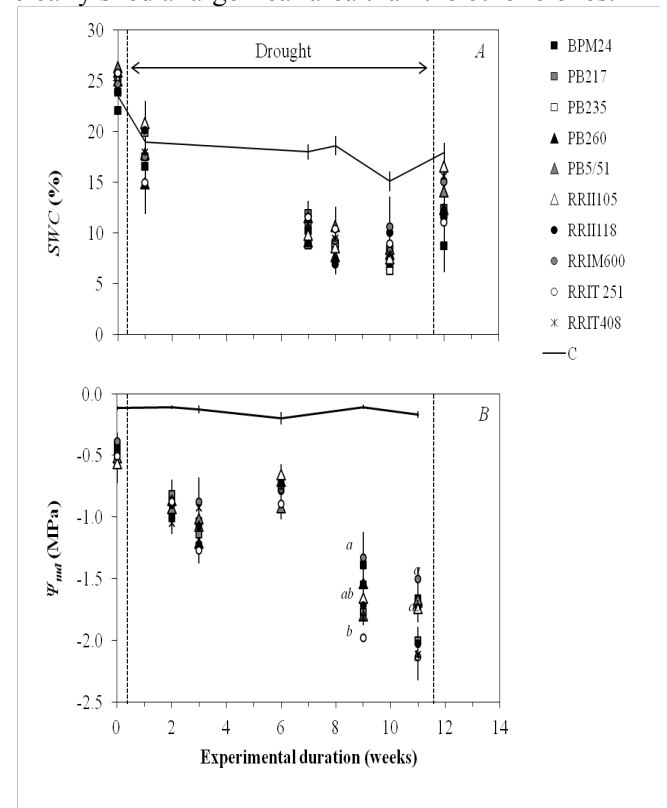 30
Drought
A
25
20
15
10
5
0
SWC (%)
BPM24
PB217
PB235
PB260
PB5/51
RRII105
RRII118
RRIM600
RRIT 251
RRIT408
C
0.0
B
-0.5
-1.0
-1.5
-2.0
-2.5
Ψmd (MPa)
a
ab
b
a
a
0 2 4 6 8 10 12 14
Experimental duration (weeks)